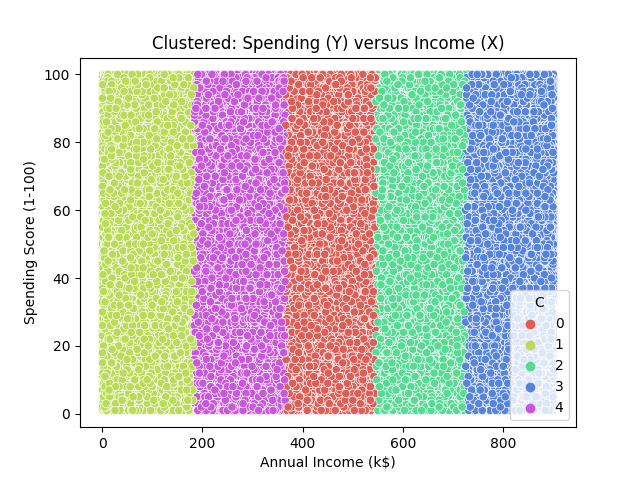 Clustered: Spending (Y) versus Income (X)
Spending Score (1-100)
100
80
60
40
20
0
0 200 400 600 800
Annual Income (k$)
C
0
1
2
3
4